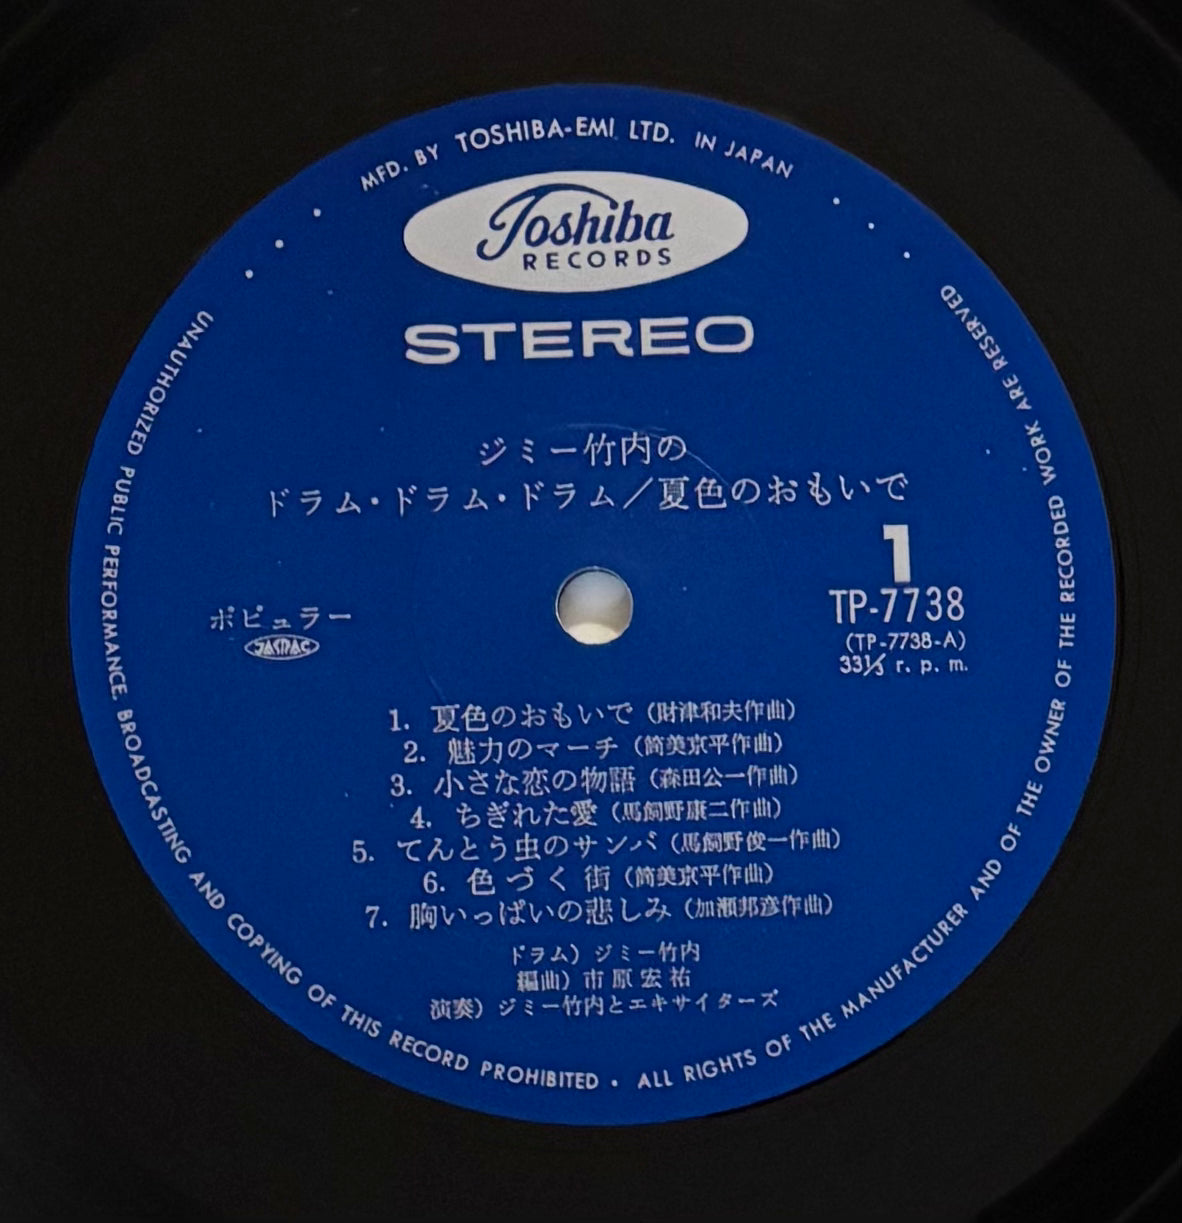 MFD. BY TOSHIBA-EMI LTD. IN JAPAN
Toshiba
RECORDS
STEREO
ジミー竹内の
ドラム・ドラム・ドラム／夏色のおもいで
1
TP-7738
(TP-7738-A)
33⅓ r. p. m.
ポピュラー
JASRAC
1. 夏色のおもいで (財津和夫作曲)
2. 魅力のマーチ (筒美京平作曲)
3. 小さな恋の物語 (森田公一作曲)
4. ちぎれた愛 (馬飼野康二作曲)
5. てんとう虫のサンバ (馬飼野俊一作曲)
6. 色づく街 (筒美京平作曲)
7. 胸いっぱいの悲しみ (加瀬邦彦作曲)
ドラム) ジミー竹内
編曲) 市原宏祐
演奏) ジミー竹内とエキサイターズ
UNAUTHORIZED PUBLIC PERFORMANCE, BROADCASTING AND COPYING OF THIS RECORD PROHIBITED • ALL RIGHTS OF THE MANUFACTURER AND OF THE OWNER OF THE RECORDED WORK ARE RESERVED